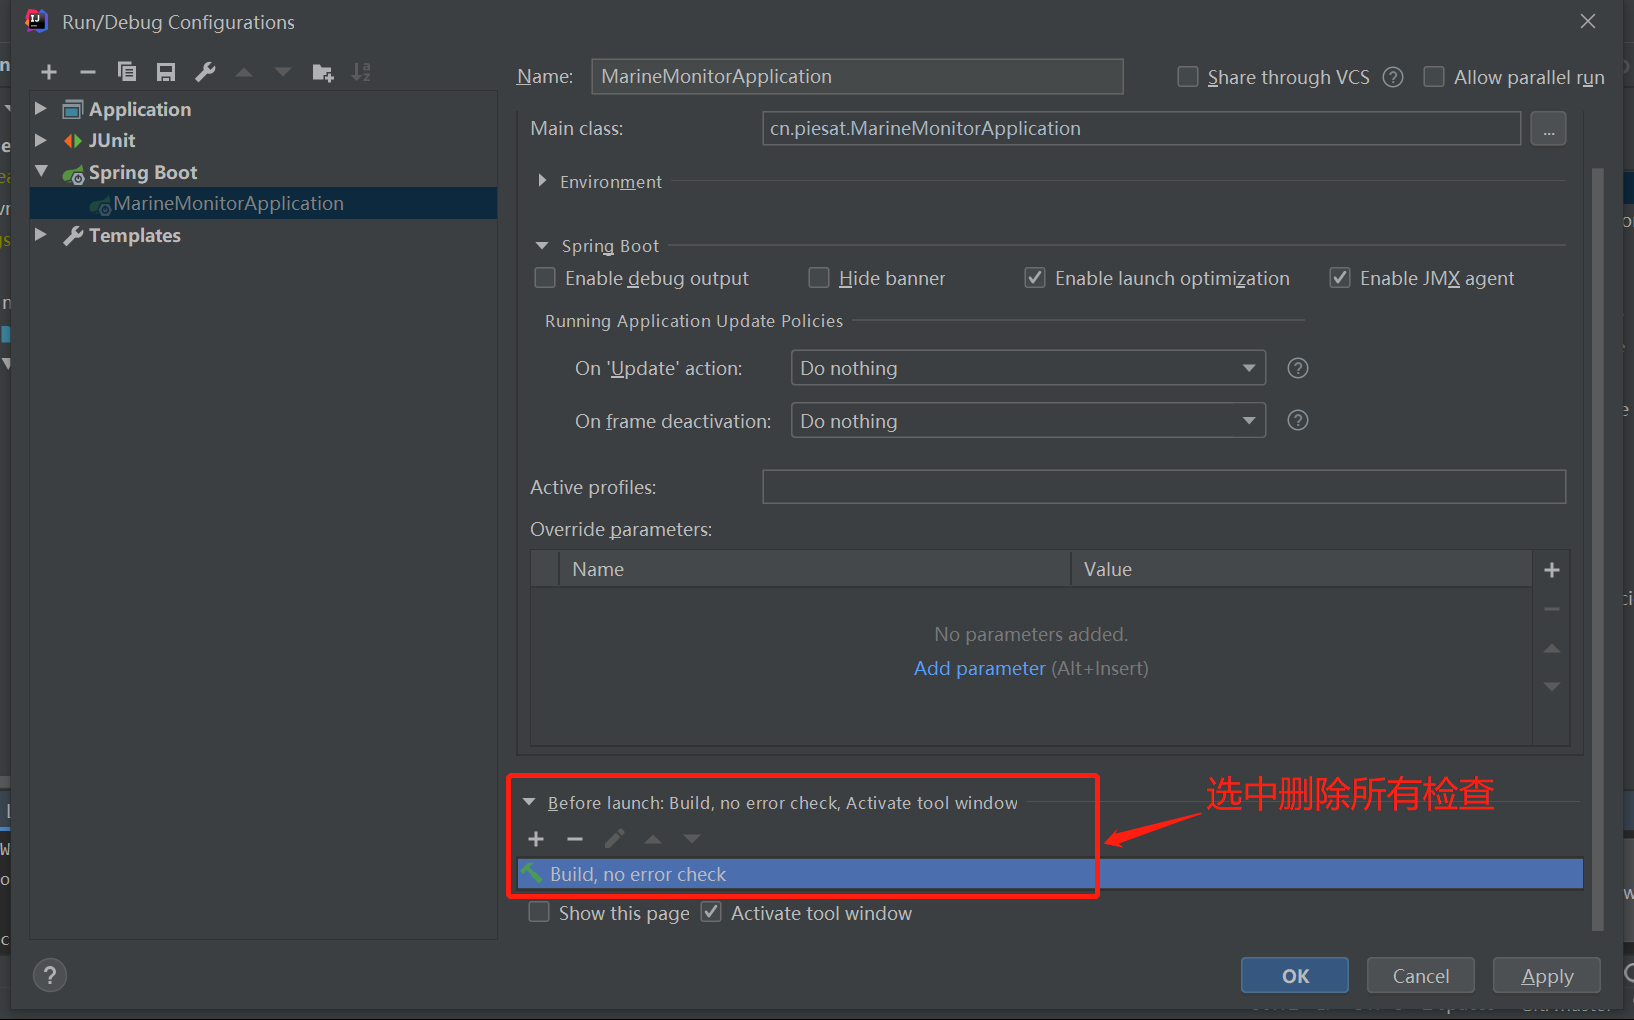 Run/Debug Configurations
Name: MarineMonitorApplication
Share through VCS
Allow parallel run
Application
JUnit
Spring Boot
MarineMonitorApplication
Templates
Main class: cn.piesat.MarineMonitorApplication ...
Environment
Spring Boot
Enable debug output
Hide banner
Enable launch optimization
Enable JMX agent
Running Application Update Policies
On 'Update' action: Do nothing
On frame deactivation: Do nothing
Active profiles:
Override parameters:
Name Value
No parameters added.
Add parameter (Alt+Insert)
选中删除所有检查
Before launch: Build, no error check, Activate tool window
Build, no error check
Show this page
Activate tool window
OK Cancel Apply